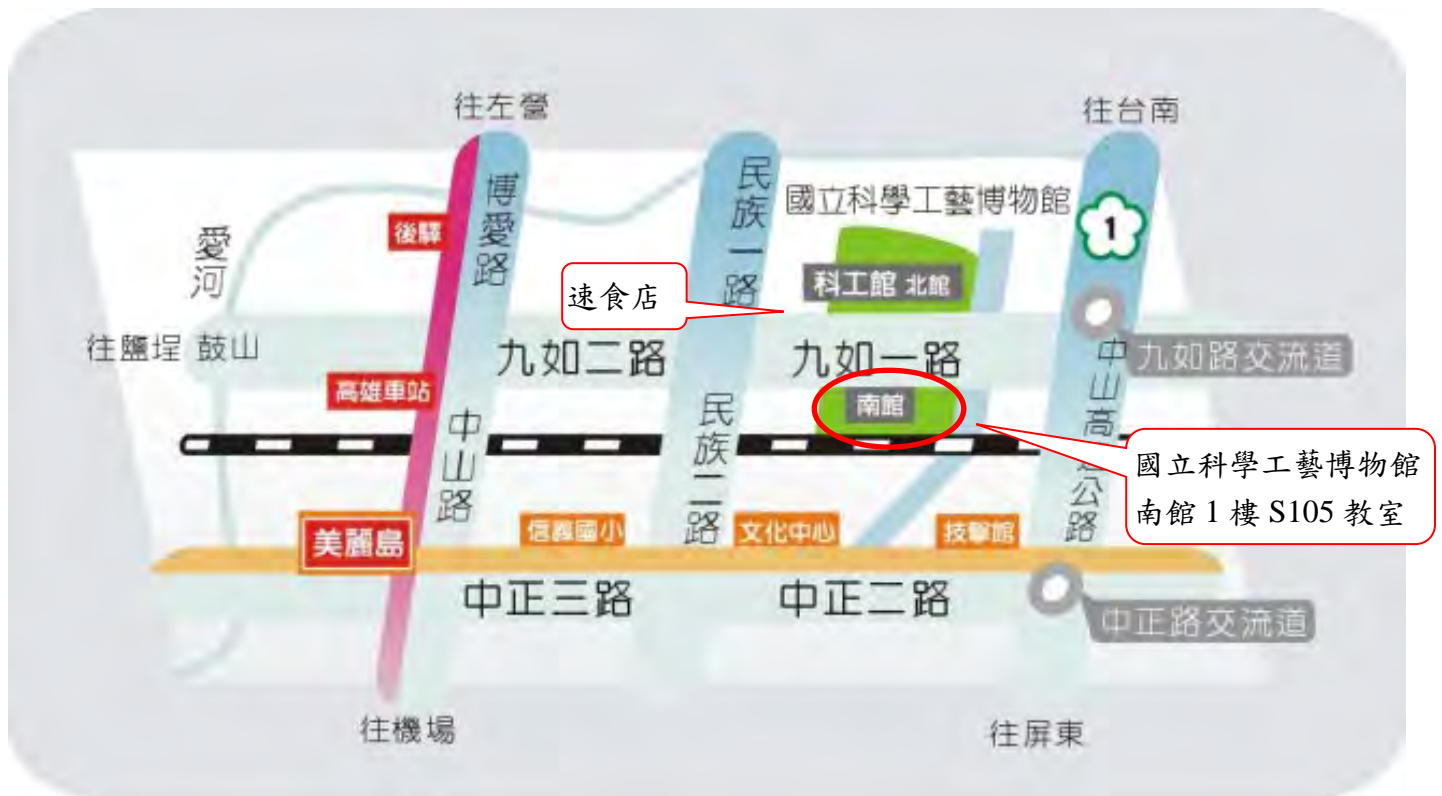 往左營
往台南
博愛路
民族一路
國立科學工藝博物館
1
愛河
後驛
科工館 北館
速食店
往鹽埕 鼓山
九如二路
九如一路
九如路交流道
高雄車站
南館
中山路
民族二路
中山高速公路
國立科學工藝博物館
南館 1 樓 S105 教室
美麗島
信義國小
文化中心
技擊館
中正三路
中正二路
中正路交流道
往機場
往屏東